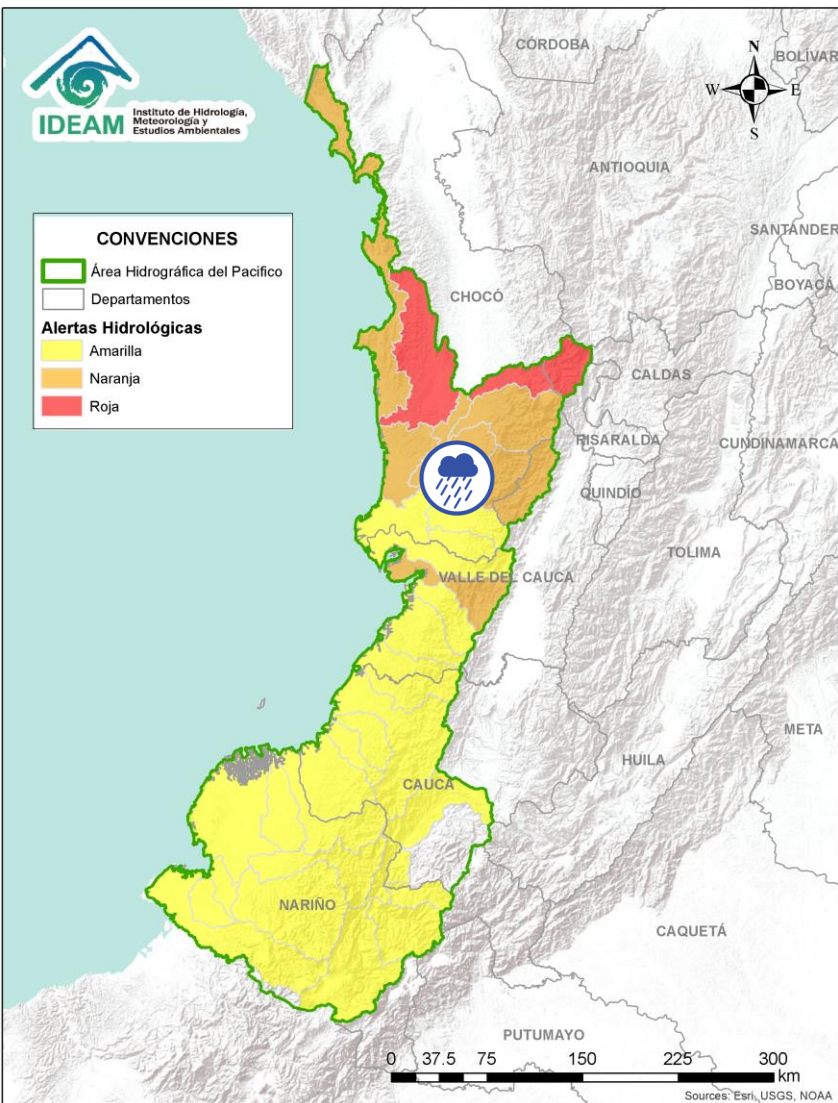 IDEAM
Instituto de Hidrología,
Meteorología y
Estudios Ambientales
N
W
E
S
CÓRDOBA
BOLÍVAR
ANTIOQUIA
SANTANDER
BOYACÁ
CHOCÓ
CALDAS
RISARALDA
CUNDINAMARCA
QUINDÍO
TOLIMA
VALLE DEL CAUCA
META
HUILA
CAUCA
NARIÑO
CAQUETÁ
PUTUMAYO
CONVENCIONES
Área Hidrográfica del Pacifico
Departamentos
Alertas Hidrológicas
Amarilla
Naranja
Roja
0 37.5 75 150 225 300
km
Sources: Esri, USGS, NOAA